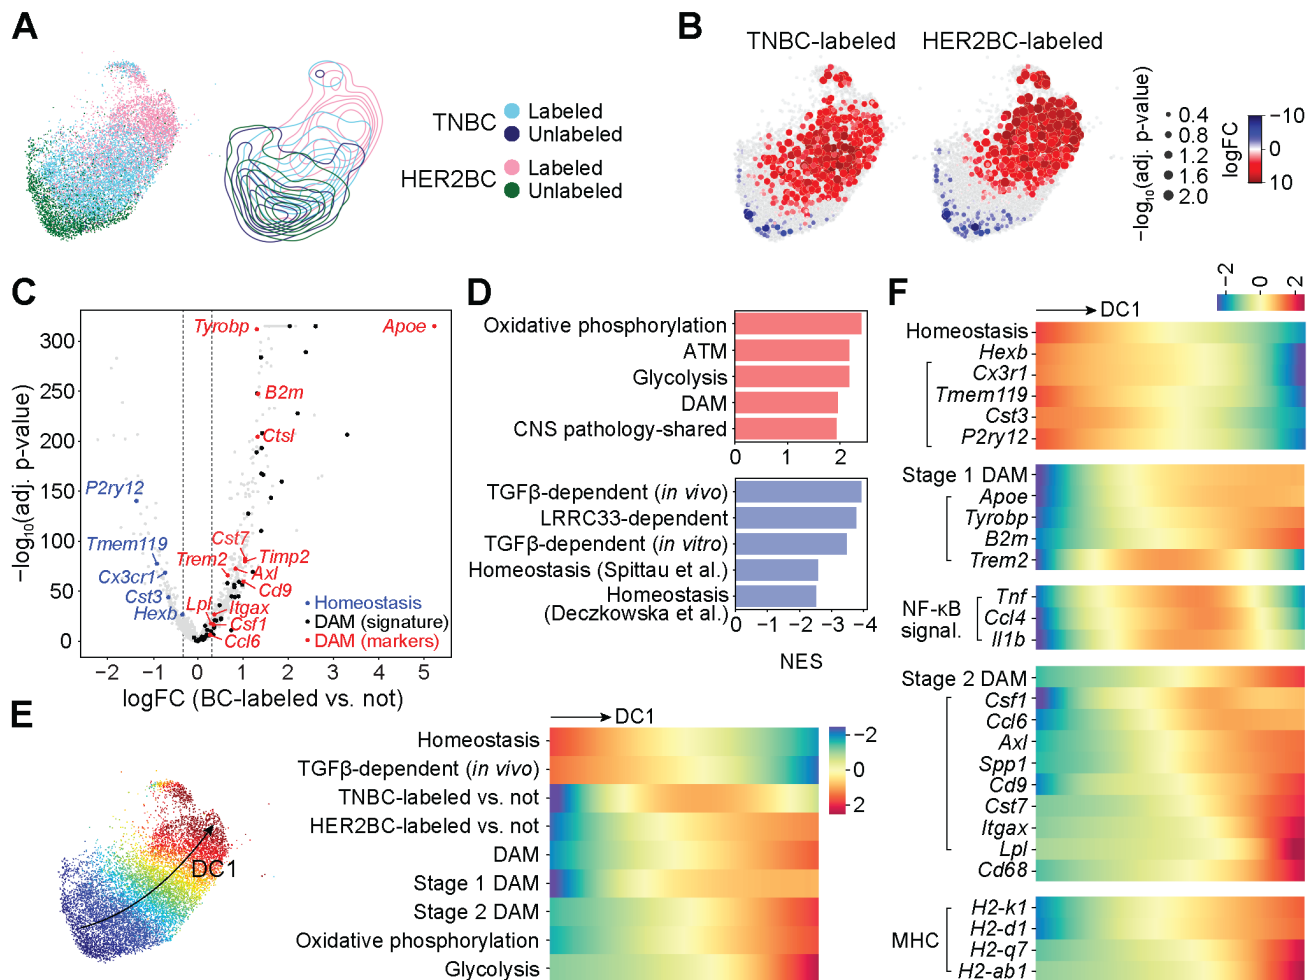 A
TNBC
Labeled
Unlabeled
HER2BC
Labeled
Unlabeled
B
TNBC-labeled
HER2BC-labeled
−log10(adj. p-value)
0.4
0.8
1.2
1.6
2.0
logFC
−10
0
10
C
−log10(adj. p-value)
300
250
200
150
100
50
0
Tyrobp
Apoe
B2m
Ctsl
P2ry12
Tmem119
Cx3cr1
Cst3
Hexb
Cst7
Trem2
Timp2
Axl
Cd9
Lpl
Itgax
Csf1
Ccl6
Homeostasis
DAM (signature)
DAM (markers)
−2 −1 0 1 2 3 4 5
logFC (BC-labeled vs. not)
D
Oxidative phosphorylation
ATM
Glycolysis
DAM
CNS pathology-shared
0 1 2
TGFβ-dependent (in vivo)
LRRC33-dependent
TGFβ-dependent (in vitro)
Homeostasis (Spittau et al.)
Homeostasis
(Deczkowska et al.)
0 −1 −2 −3 −4
NES
E
DC1
DC1
Homeostasis
TGFβ-dependent (in vivo)
TNBC-labeled vs. not
HER2BC-labeled vs. not
DAM
Stage 1 DAM
Stage 2 DAM
Oxidative phosphorylation
Glycolysis
−2
0
2
F
DC1
−2 0 2
Homeostasis
Hexb
Cx3r1
Tmem119
Cst3
P2ry12
Stage 1 DAM
Apoe
Tyrobp
B2m
Trem2
NF-κB
signal.
Tnf
Ccl4
Il1b
Stage 2 DAM
Csf1
Ccl6
Axl
Spp1
Cd9
Cst7
Itgax
Lpl
Cd68
MHC
H2-k1
H2-d1
H2-q7
H2-ab1